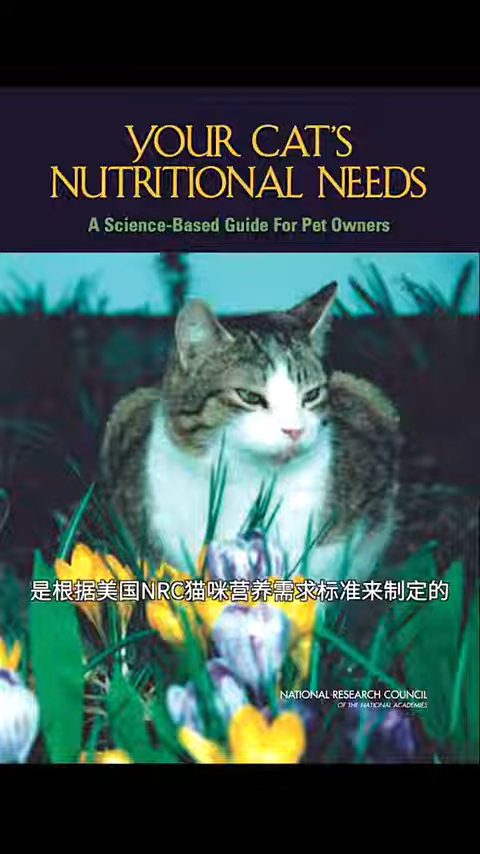 YOUR CAT'S
NUTRITIONAL NEEDS
A Science-Based Guide For Pet Owners
是根据美国NRC猫咪营养需求标准来制定的
NATIONAL RESEARCH COUNCIL
OF THE NATIONAL ACADEMIES